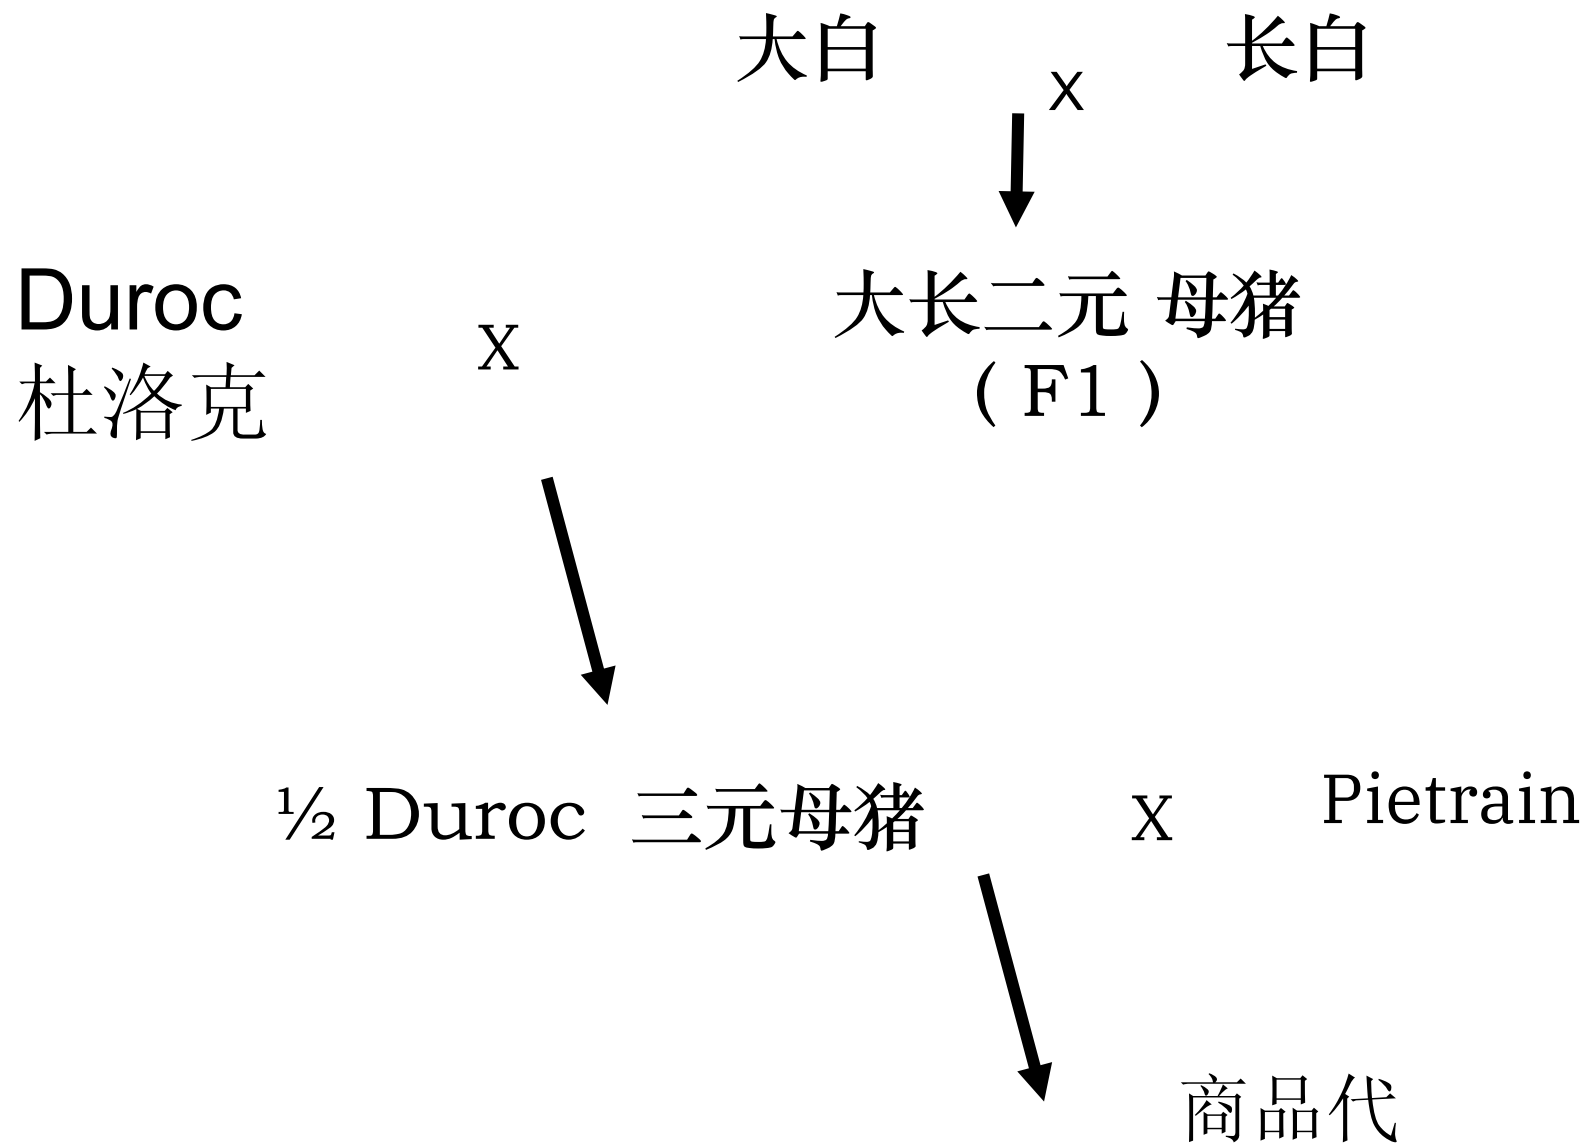 大白 x 长白
Duroc
杜洛克
X
大长二元 母猪
( F1 )
½ Duroc 三元母猪 X Pietrain
商品代